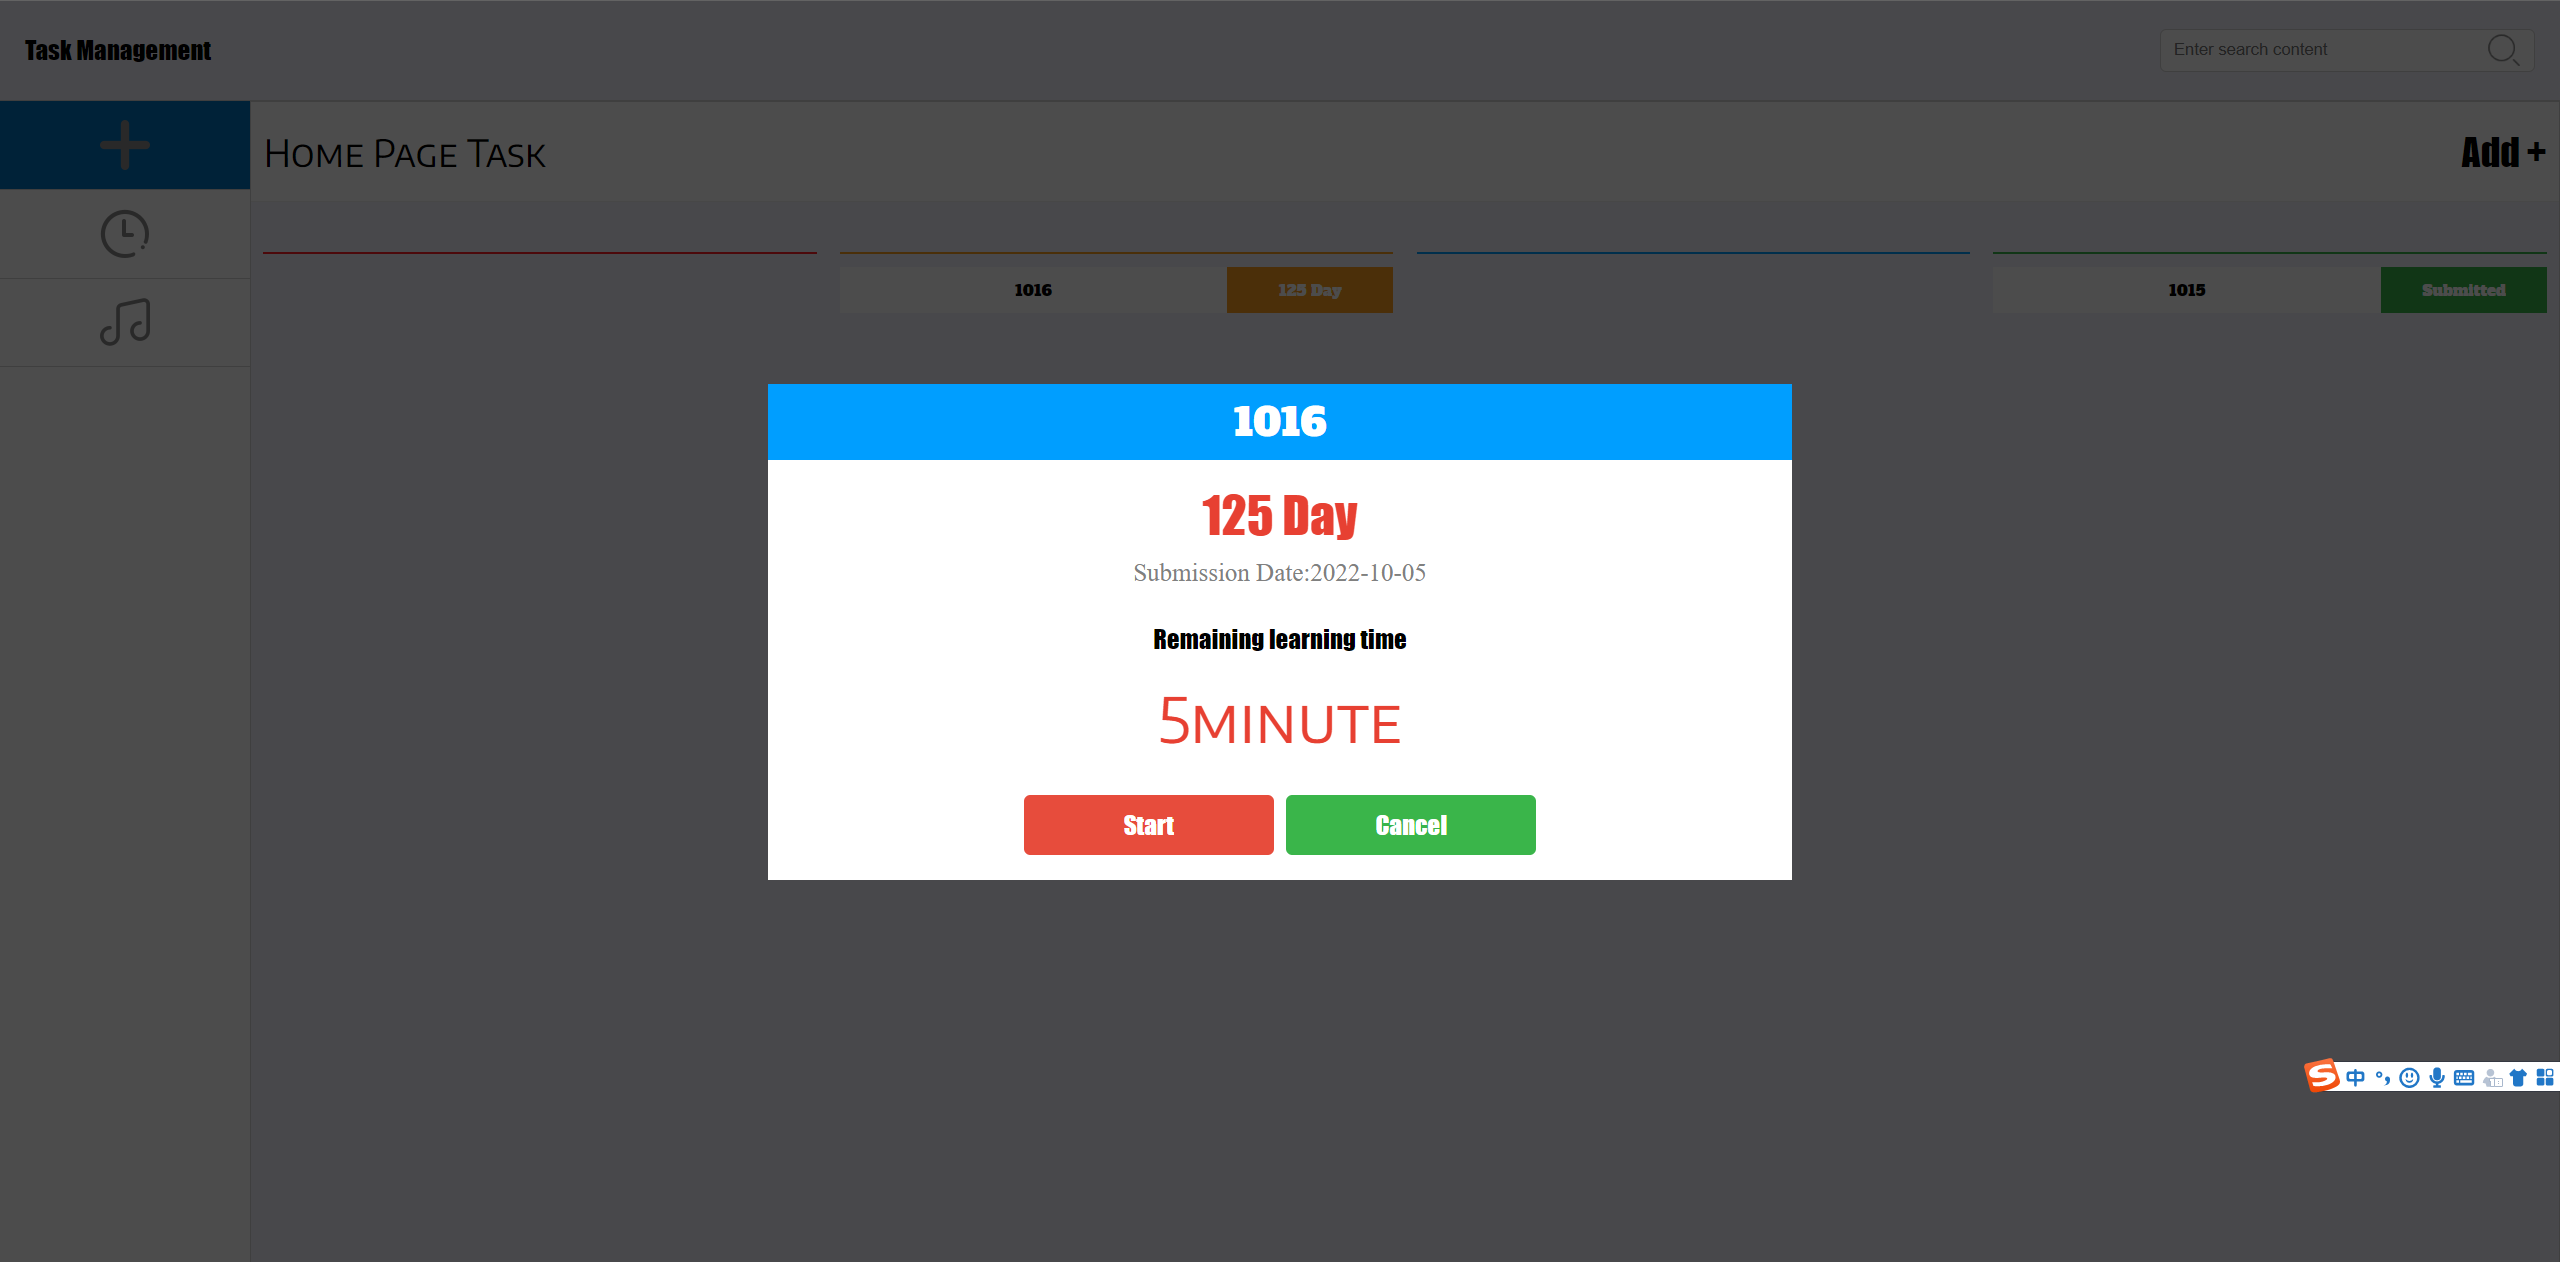 Task Management
Enter search content
Home Page Task
Add +
1016
125 Day
1015
Submitted
1016
125 Day
Submission Date:2022-10-05
Remaining learning time
5MINUTE
Start
Cancel
S 中